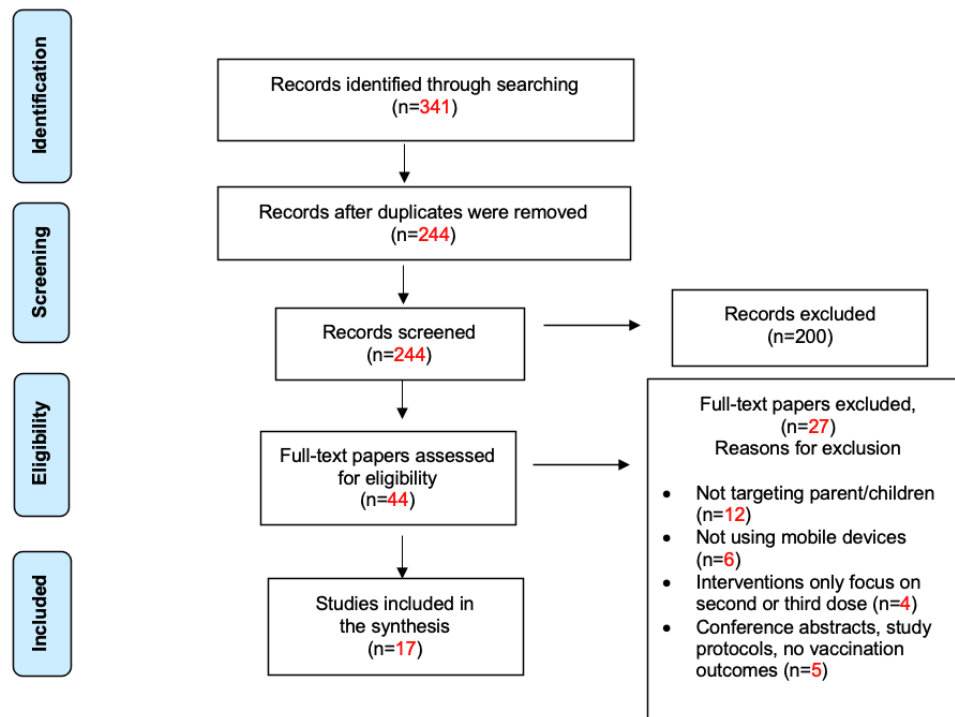 Identification
Records identified through searching
(n=341)
Records after duplicates were removed
(n=244)
Screening
Records screened
(n=244)
Records excluded
(n=200)
Eligibility
Full-text papers assessed
for eligibility
(n=44)
Full-text papers excluded,
(n=27)
Reasons for exclusion
• Not targeting parent/children
(n=12)
• Not using mobile devices
(n=6)
• Interventions only focus on
second or third dose (n=4)
• Conference abstracts, study
protocols, no vaccination
outcomes (n=5)
Included
Studies included in
the synthesis
(n=17)